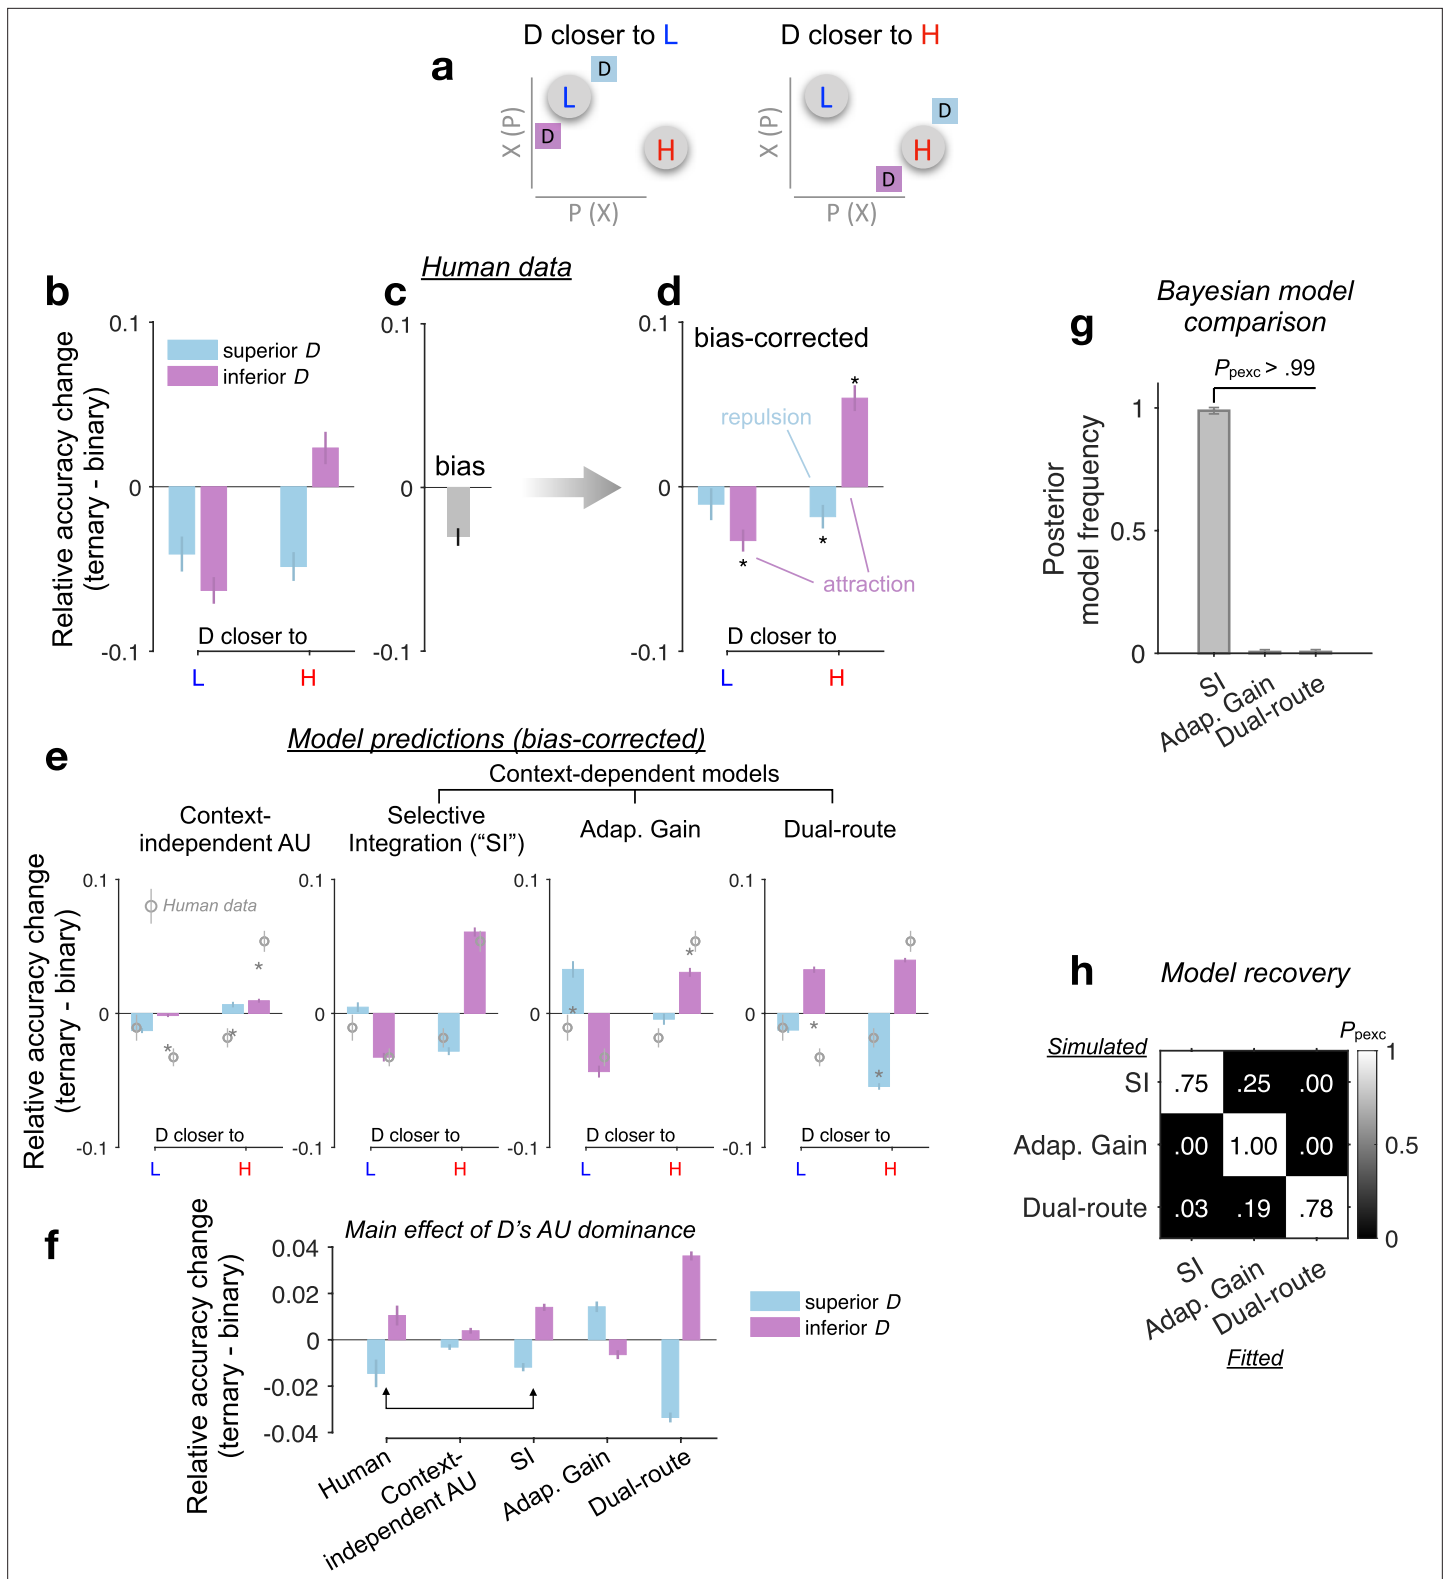 a
D closer to L
D closer to H
D
L
D
H
X (P)
P (X)
L
D
H
D
X (P)
P (X)
Human data
b
Relative accuracy change
(ternary - binary)
0.1
0
-0.1
superior D
inferior D
D closer to
L
H
c
0.1
0
-0.1
bias
d
0.1
0
-0.1
bias-corrected
repulsion
*
*
*
attraction
D closer to
L
H
g
Bayesian model
comparison
Ppexc > .99
Posterior
model frequency
1
0.5
0
SI
Adap. Gain
Dual-route
Model predictions (bias-corrected)
e
Context-dependent models
Context-
independent AU
Selective
Integration (“SI”)
Adap. Gain
Dual-route
Relative accuracy change
(ternary - binary)
0.1
0
-0.1
Human data
*
*
*
D closer to
L
H
0.1
0
-0.1
D closer to
L
H
0.1
0
-0.1
*
*
D closer to
L
H
0.1
0
-0.1
*
*
D closer to
L
H
h
Model recovery
Ppexc
Simulated
SI
Adap. Gain
Dual-route
.75 .25 .00
.00 1.00 .00
.03 .19 .78
1
0.5
0
SI
Adap. Gain
Dual-route
Fitted
f
Main effect of D’s AU dominance
Relative accuracy change
(ternary - binary)
0.04
0.02
0
-0.02
-0.04
superior D
inferior D
Human
Context-
independent AU
SI
Adap. Gain
Dual-route